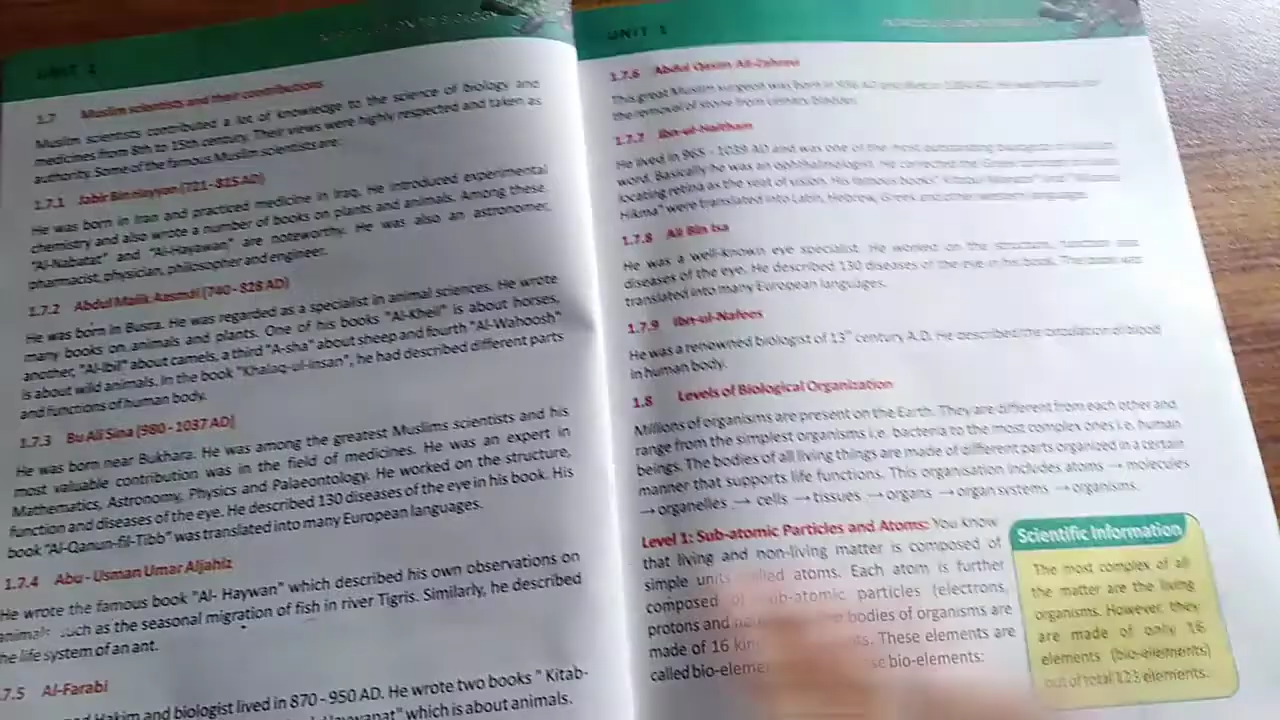 UNIT 1
1.7 Muslim scientists and their contributions
Muslim scientists contributed a lot of knowledge to the science of biology and
medicines from 8th to 15th century. Their views were highly respected and taken as
authority. Some of the famous Muslim scientists are:
1.7.1 Jabir Bin Hayyan (721 - 815 AD)
He was born in Iran and practiced medicine in Iraq. He introduced experimental
chemistry and also wrote a number of books on plants and animals. Among these
"Al-Nabatat" and "Al-Hayawan" are noteworthy. He was also an astronomer,
pharmacist, physician, philosopher and engineer.
1.7.2 Abdul Malik Aasmai (740 - 828 AD)
He was born in Busra. He was regarded as a specialist in animal sciences. He wrote
many books on animals and plants. One of his books "Al-Kheil" is about horses,
another, "Al-Ibil" about camels, a third "A-sha" about sheep and fourth "Al-Wahoosh"
is about wild animals. In the book "Khalaq-ul-insan", he had described different parts
and functions of human body.
1.7.3 Bu Ali Sina (980 - 1037 AD)
He was born near Bukhara. He was among the greatest Muslims scientists and his
most valuable contribution was in the field of medicines. He was an expert in
Mathematics, Astronomy, Physics and Palaeontology. He worked on the structure,
function and diseases of the eye. He described 130 diseases of the eye in his book. His
book "Al-Qanun-fil-Tibb" was translated into many European languages.
1.7.4 Abu - Usman Umar Aljahiz
He wrote the famous book "Al- Haywan" which described his own observations on
animals such as the seasonal migration of fish in river Tigris. Similarly, he described
he life system of an ant.
.7.5 Al-Farabi
Hakim and biologist lived in 870 - 950 AD. He wrote two books " Kitab-
which is about animals.
UNIT 1
1.7.6 Abdul Qasim Al-Zahravi
This great Muslim surgeon was born in
the removal of stone from urinary bladder.
1.7.7 Ibn-ul-Haitham
He lived in 965 - 1039 AD and was one of the most outstanding
word. Basically he was an ophthalmologist. He corrected the
locating retina as the seat of vision. His famous books
Hikma" were translated into Latin, Hebrew, Greek and other western languages.
1.7.8 Ali Bin Isa
He was a well-known eye specialist. He worked on the structure, function and
diseases of the eye. He described 130 diseases of the eye in his book. This book was
translated into many European languages.
1.7.9 Ibn-ul-Nafees
He was a renowned biologist of 13th century A.D. He described the circulation of blood
in human body.
1.8 Levels of Biological Organization
Millions of organisms are present on the Earth. They are different from each other and
range from the simplest organisms i.e. bacteria to the most complex ones i.e. human
beings. The bodies of all living things are made of different parts organized in a certain
manner that supports life functions. This organisation includes atoms → molecules
→ organelles → cells → tissues → organs → organ systems → organisms.
Level 1: Sub-atomic Particles and Atoms: You know
that living and non-living matter is composed of
simple units called atoms. Each atom is further
composed of sub-atomic particles (electrons,
protons and bodies of organisms are
made of 16 These elements are
called bio-elements bio-elements:
Scientific Information
The most complex of all
the matter are the living
organisms. However, they
are made of only 16
elements (bio-elements)
out of total elements.